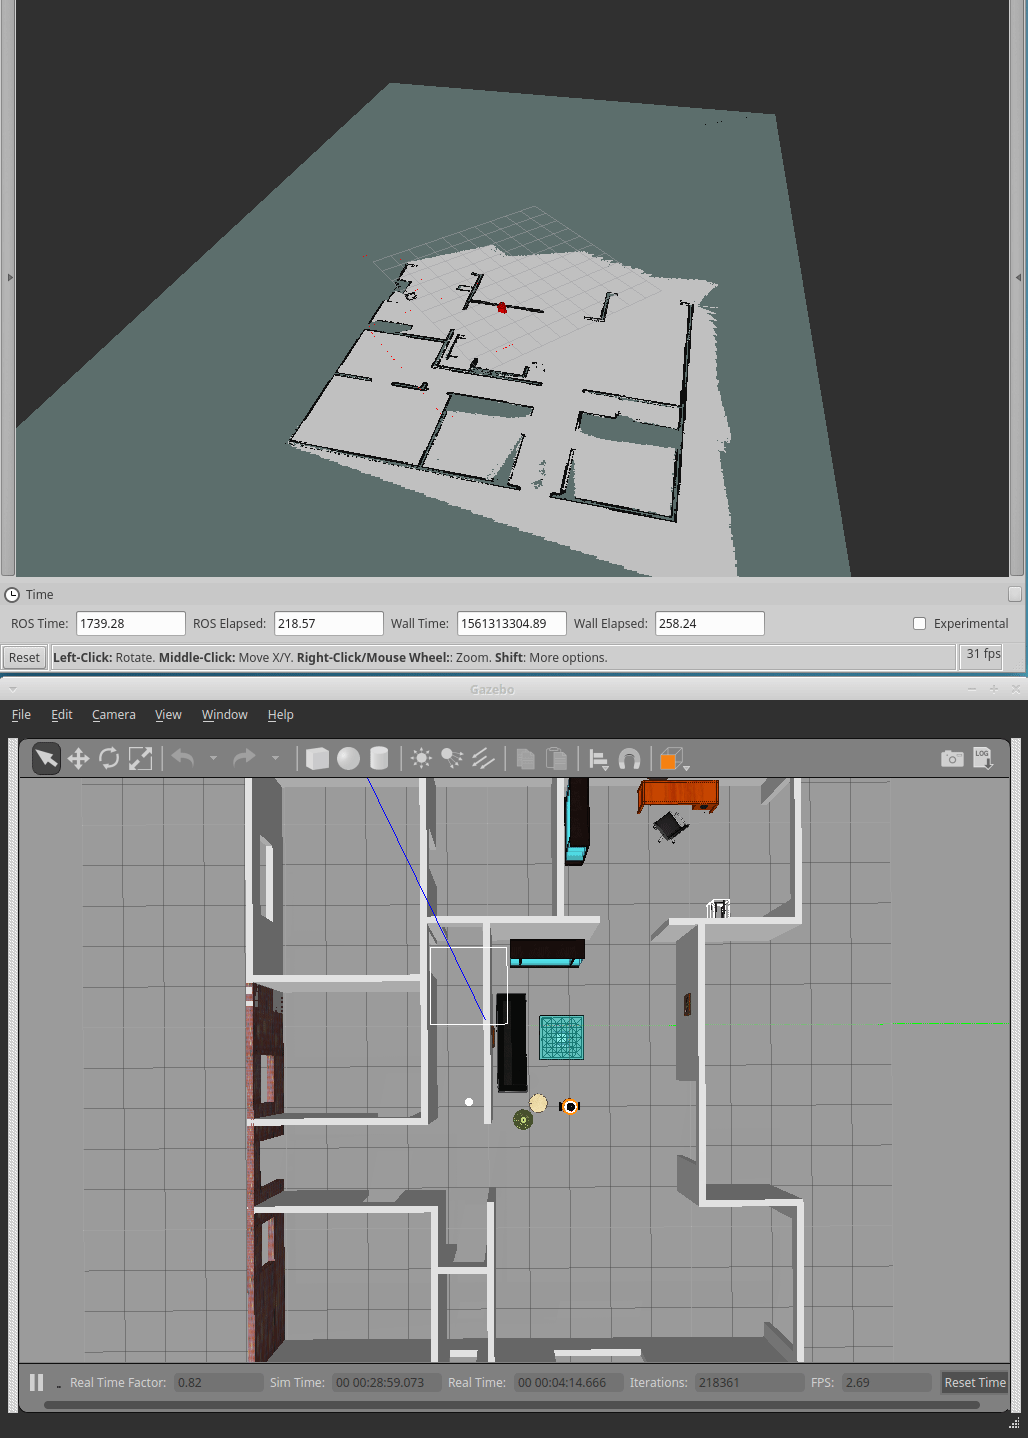 Time
ROS Time: 1739.28 ROS Elapsed: 218.57 Wall Time: 1561313304.89 Wall Elapsed: 258.24 Experimental
Reset Left-Click: Rotate. Middle-Click: Move X/Y. Right-Click/Mouse Wheel:: Zoom. Shift: More options. 31 fps
Gazebo
File Edit Camera View Window Help
LOG
Real Time Factor: 0.82 Sim Time: 00 00:28:59.073 Real Time: 00 00:04:14.666 Iterations: 218361 FPS: 2.69 Reset Time